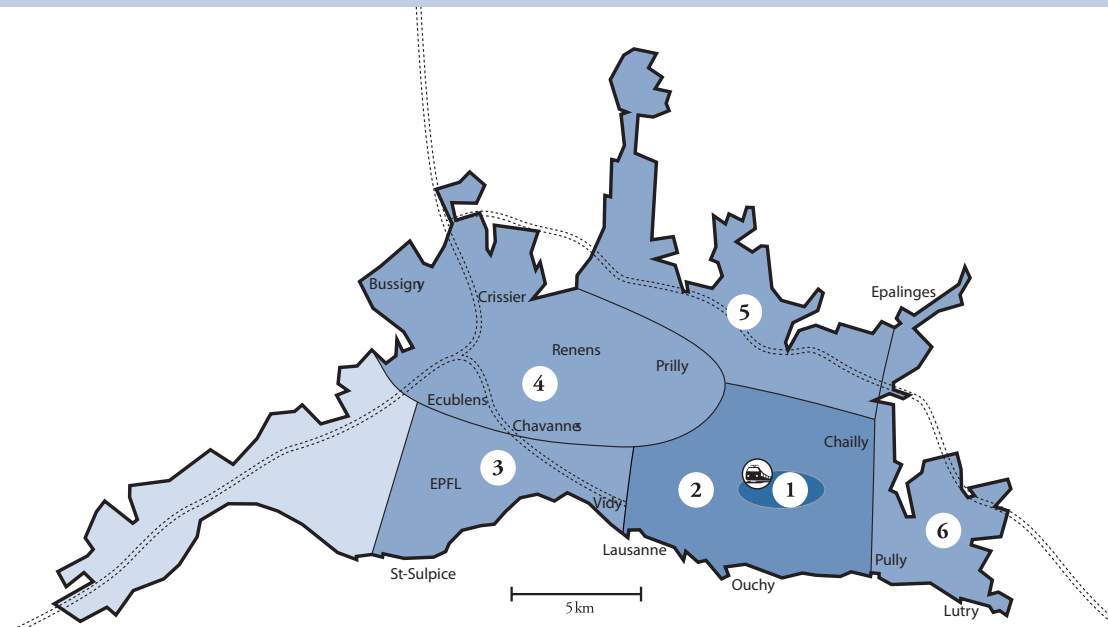 Bussigny
Crissier
Epalinges
5
Renens
Prilly
4
Ecublens
Chavannes
Chailly
3
EPFL
2
1
Vidy
6
Lausanne
Pully
St-Sulpice
Ouchy
5 km
Lutry